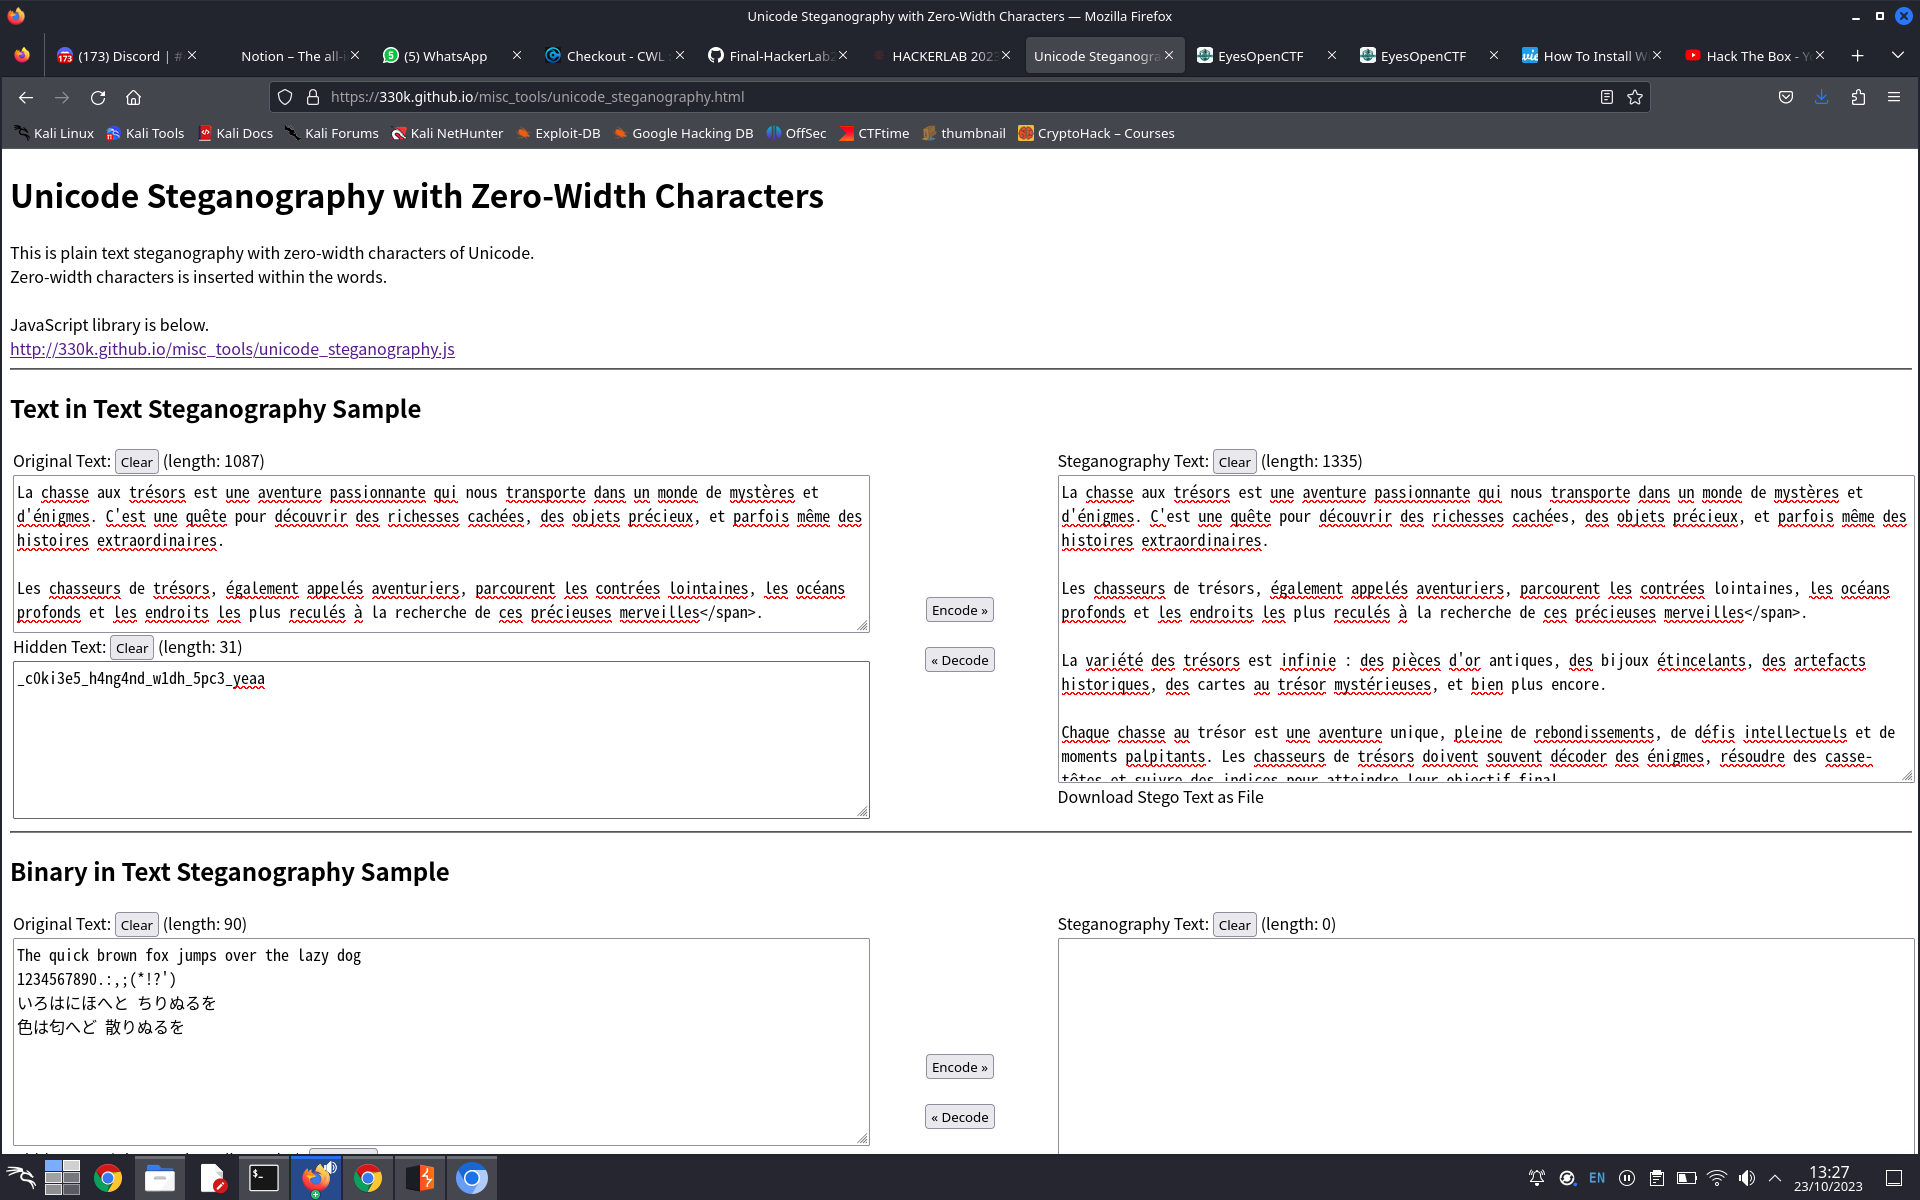 Unicode Steganography with Zero-Width Characters — Mozilla Firefox
(173) Discord | #
Notion – The all-i
(5) WhatsApp
Checkout - CWL :
Final-HackerLab2
HACKERLAB 202
Unicode Steganogra
EyesOpenCTF
EyesOpenCTF
How To Install W
Hack The Box - Y
https://330k.github.io/misc_tools/unicode_steganography.html
Kali Linux
Kali Tools
Kali Docs
Kali Forums
Kali NetHunter
Exploit-DB
Google Hacking DB
OffSec
CTFtime
thumbnail
CryptoHack – Courses
Unicode Steganography with Zero-Width Characters
This is plain text steganography with zero-width characters of Unicode.
Zero-width characters is inserted within the words.
JavaScript library is below.
http://330k.github.io/misc_tools/unicode_steganography.js
Text in Text Steganography Sample
Original Text: Clear (length: 1087)
La chasse aux trésors est une aventure passionnante qui nous transporte dans un monde de mystères et
d'énigmes. C'est une quête pour découvrir des richesses cachées, des objets précieux, et parfois même des
histoires extraordinaires.
Les chasseurs de trésors, également appelés aventuriers, parcourent les contrées lointaines, les océans
profonds et les endroits les plus reculés à la recherche de ces précieuses merveilles</span>.
Hidden Text: Clear (length: 31)
_c0ki3e5_h4ng4nd_w1dh_5pc3_yeaa
Encode »
« Decode
Steganography Text: Clear (length: 1335)
La chasse aux trésors est une aventure passionnante qui nous transporte dans un monde de mystères et
d'énigmes. C'est une quête pour découvrir des richesses cachées, des objets précieux, et parfois même des
histoires extraordinaires.
Les chasseurs de trésors, également appelés aventuriers, parcourent les contrées lointaines, les océans
profonds et les endroits les plus reculés à la recherche de ces précieuses merveilles</span>.
La variété des trésors est infinie : des pièces d'or antiques, des bijoux étincelants, des artefacts
historiques, des cartes au trésor mystérieuses, et bien plus encore.
Chaque chasse au trésor est une aventure unique, pleine de rebondissements, de défis intellectuels et de
moments palpitants. Les chasseurs de trésors doivent souvent décoder des énigmes, résoudre des casse-
têtes et suivre des indices pour atteindre leur objectif final
Download Stego Text as File
Binary in Text Steganography Sample
Original Text: Clear (length: 90)
The quick brown fox jumps over the lazy dog
1234567890.:,;(*!?')
いろはにほへと ちりぬるを
色は匂へど 散りぬるを
Encode »
« Decode
Steganography Text: Clear (length: 0)
EN
13:27
23/10/2023